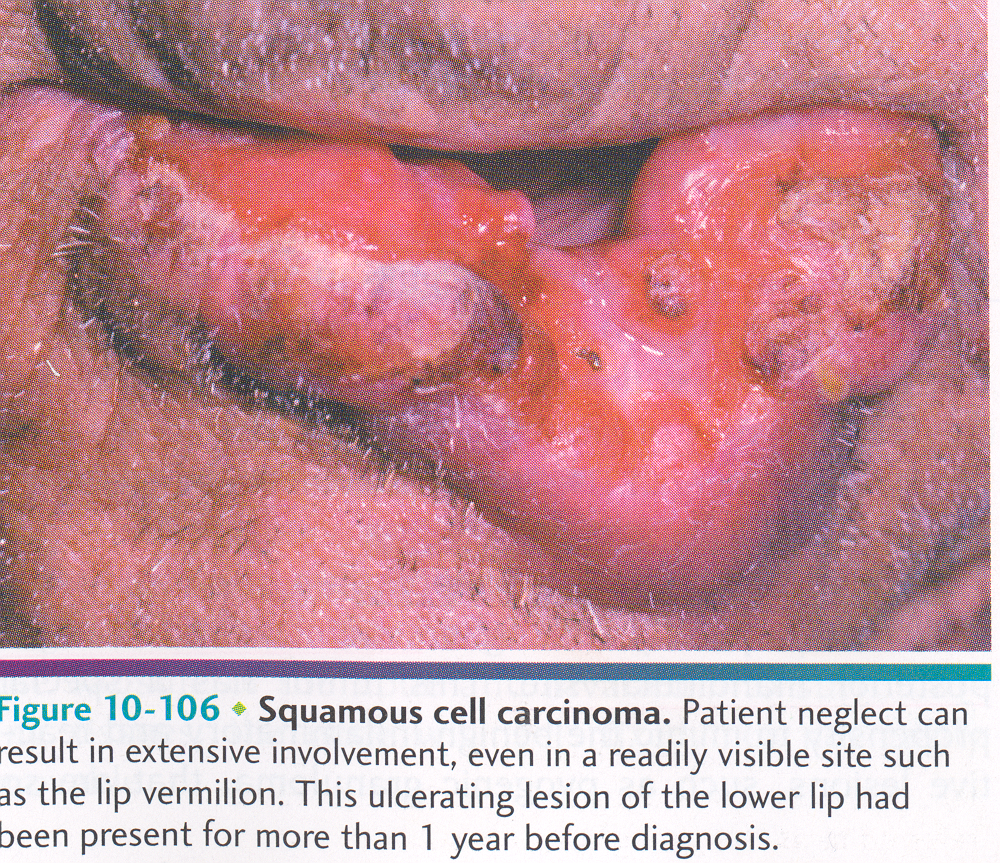 Figure 10-106 ◆ Squamous cell carcinoma. Patient neglect can
result in extensive involvement, even in a readily visible site such
as the lip vermilion. This ulcerating lesion of the lower lip had
been present for more than 1 year before diagnosis.